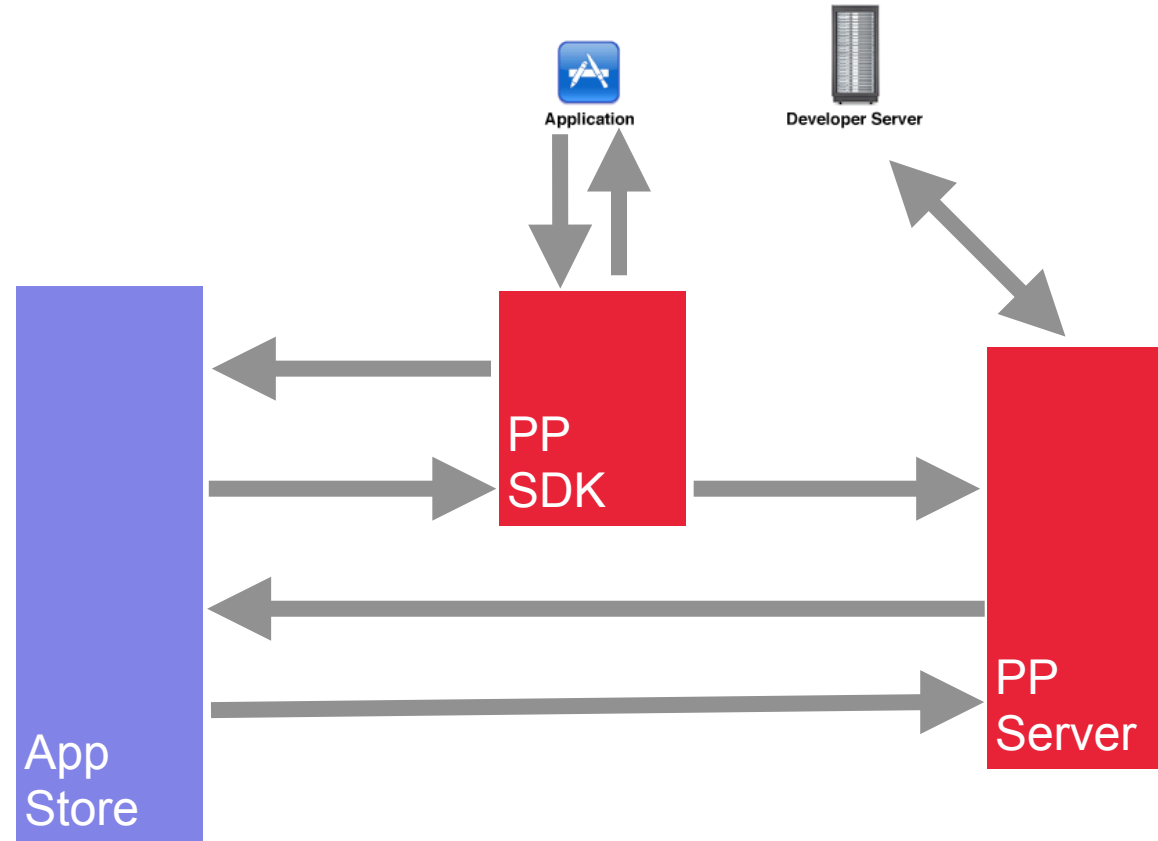 Application
Developer Server
PP
SDK
PP
Server
App
Store